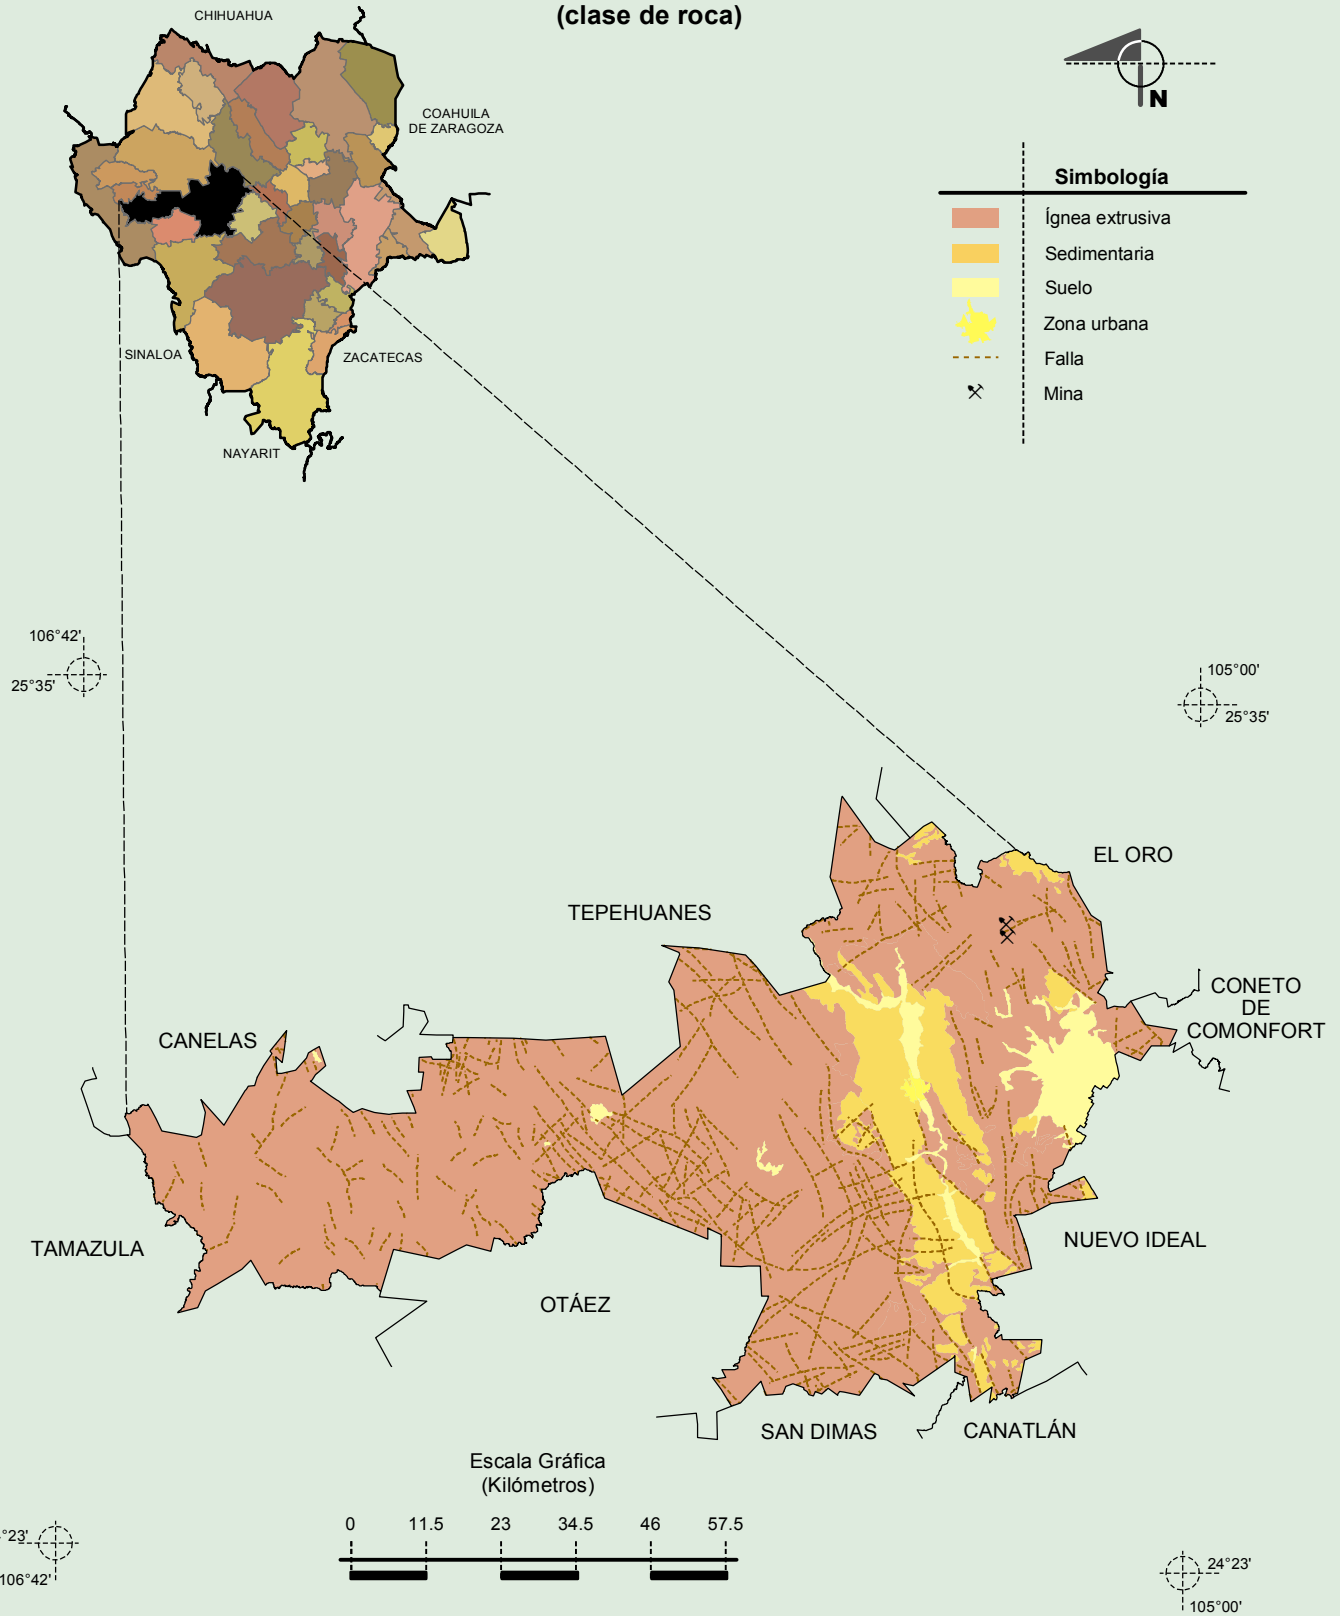 (clase de roca)
CHIHUAHUA
COAHUILA
DE ZARAGOZA
SINALOA
ZACATECAS
NAYARIT
N
Simbología
Ígnea extrusiva
Sedimentaria
Suelo
Zona urbana
Falla
Mina
106°42'
25°35'
105°00'
25°35'
EL ORO
TEPEHUANES
CONETO
DE
COMONFORT
CANELAS
TAMAZULA
NUEVO IDEAL
OTÁEZ
SAN DIMAS
CANATLÁN
Escala Gráfica
(Kilómetros)
0 11.5 23 34.5 46 57.5
°23'
106°42'
24°23'
105°00'